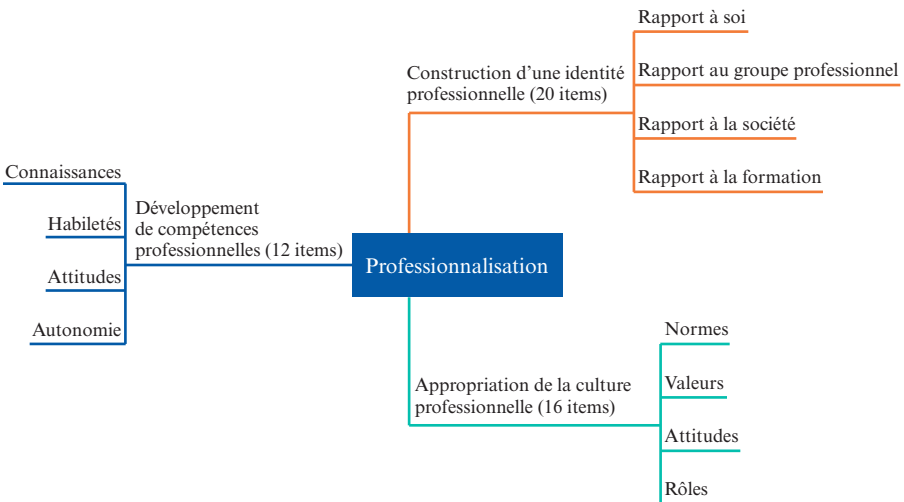 Rapport à soi
Construction d’une identité
professionnelle (20 items)
Rapport au groupe professionnel
Rapport à la société
Rapport à la formation
Connaissances
Habiletés
Attitudes
Autonomie
Développement
de compétences
professionnelles (12 items)
Professionnalisation
Appropriation de la culture
professionnelle (16 items)
Normes
Valeurs
Attitudes
Rôles